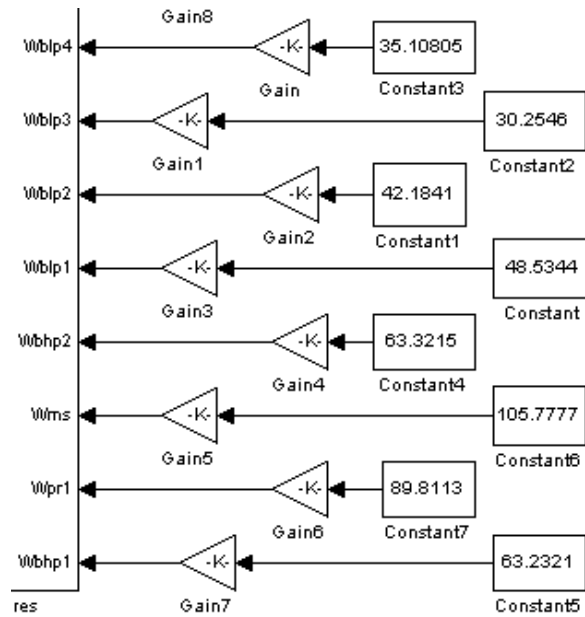 Gain8
Wblp4 -K- 35.10805
Gain Constant3
Wblp3 -K- 30.2546
Gain1 Constant2
Wblp2 -K- 42.1841
Gain2 Constant1
Wblp1 -K- 48.5344
Gain3 Constant
Wbhp2 -K- 63.3215
Gain4 Constant4
Wms -K- 105.7777
Gain5 Constant6
Wpr1 -K- 89.8113
Gain6 Constant7
Wbhp1 -K- 63.2321
res Gain7 Constant5